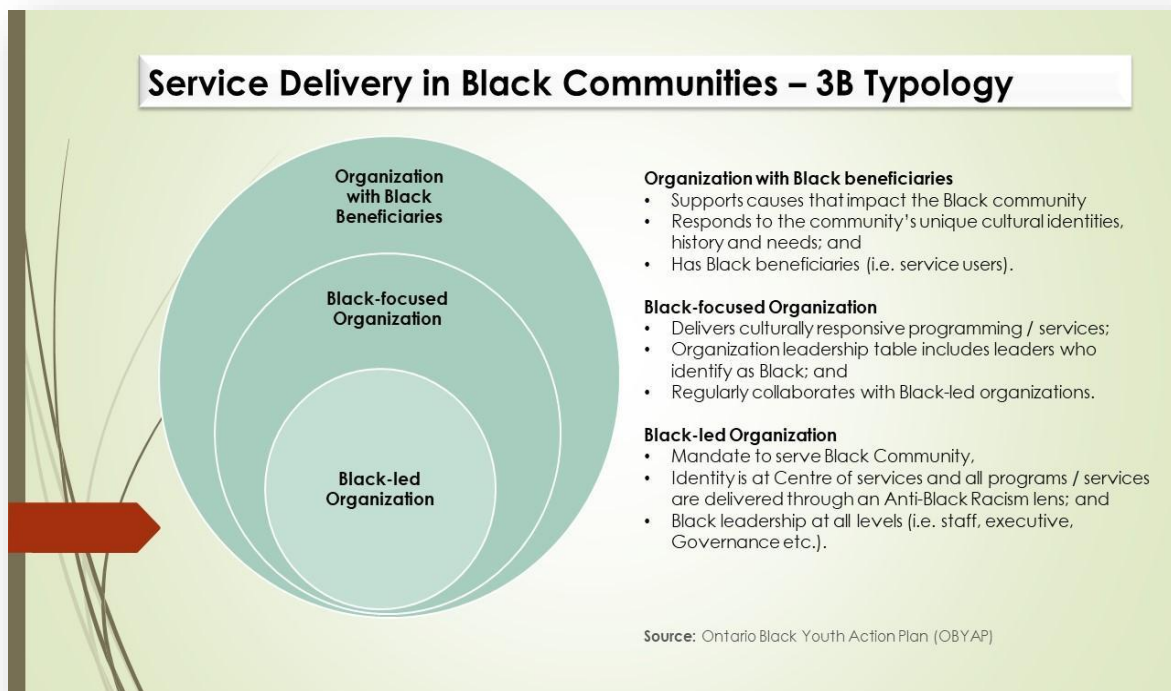 Service Delivery in Black Communities – 3B Typology
Organization
with Black
Beneficiaries
Black-focused
Organization
Black-led
Organization
Organization with Black beneficiaries
• Supports causes that impact the Black community
• Responds to the community's unique cultural identities,
history and needs; and
• Has Black beneficiaries (i.e. service users).
Black-focused Organization
• Delivers culturally responsive programming / services;
• Organization leadership table includes leaders who
identify as Black; and
• Regularly collaborates with Black-led organizations.
Black-led Organization
• Mandate to serve Black Community,
• Identity is at Centre of services and all programs / services
are delivered through an Anti-Black Racism lens; and
• Black leadership at all levels (i.e. staff, executive,
Governance etc.).
Source: Ontario Black Youth Action Plan (OBYAP)